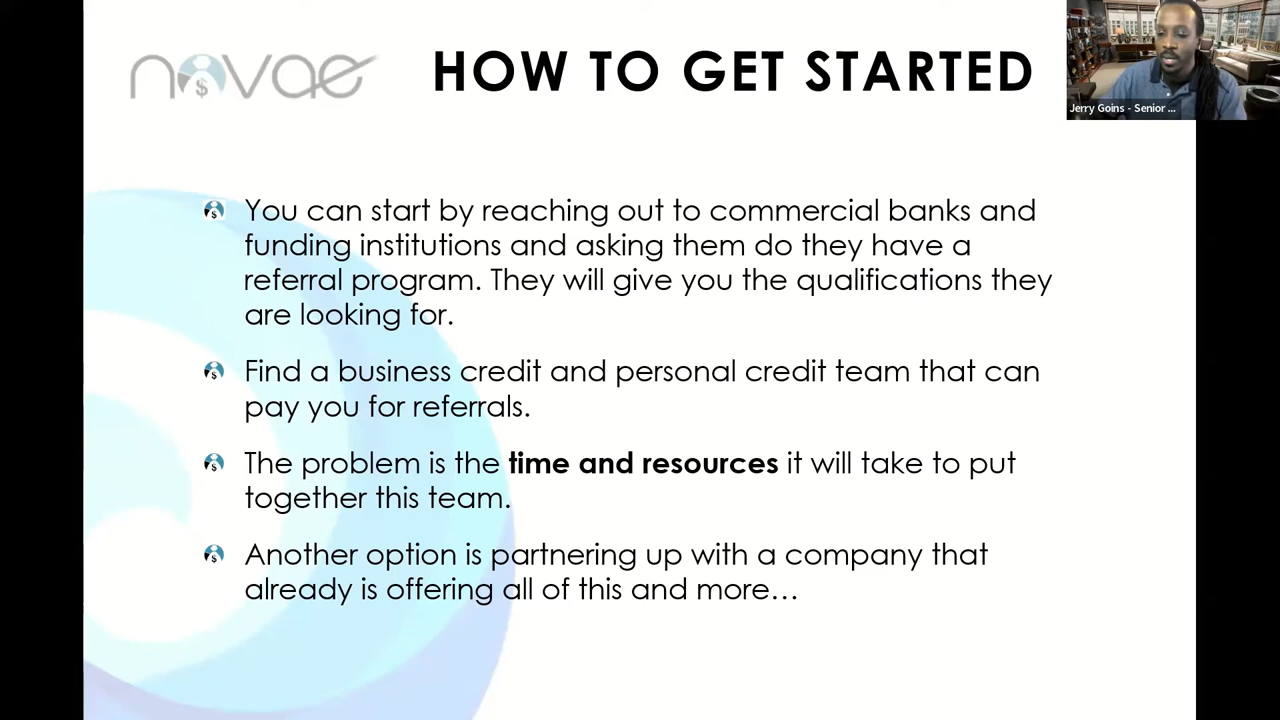 novae
HOW TO GET STARTED
Jerry Goins - Senior ...
You can start by reaching out to commercial banks and
funding institutions and asking them do they have a
referral program. They will give you the qualifications they
are looking for.
Find a business credit and personal credit team that can
pay you for referrals.
The problem is the time and resources it will take to put
together this team.
Another option is partnering up with a company that
already is offering all of this and more…